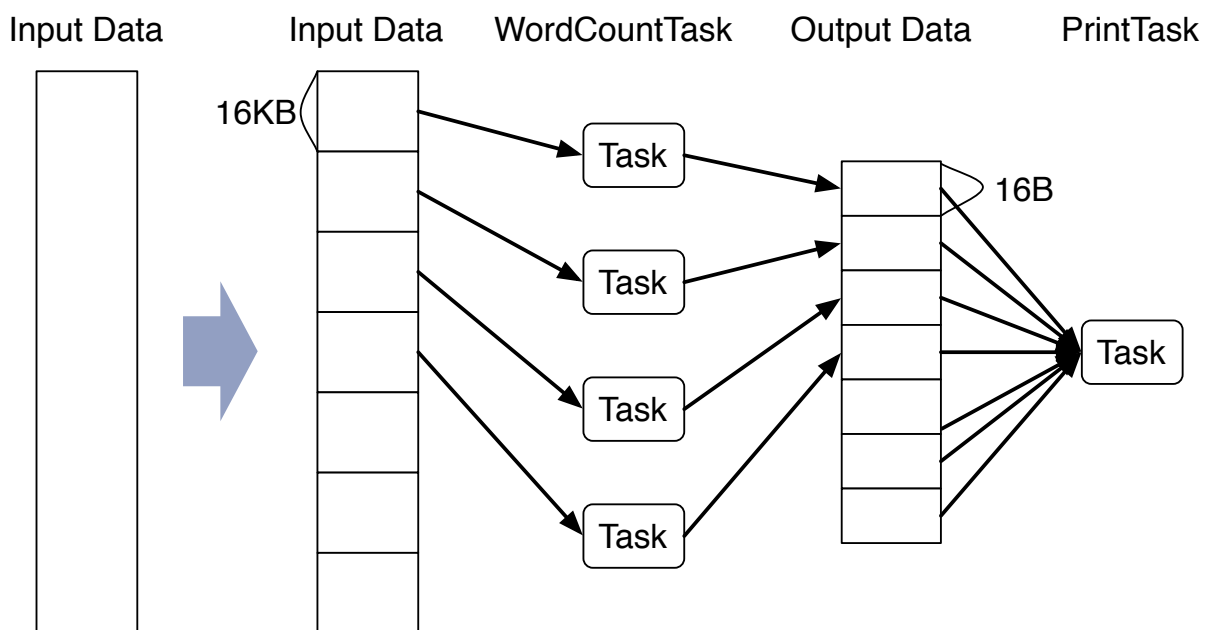 Input Data
Input Data
WordCountTask
Output Data
PrintTask
16KB
Task
Task
Task
Task
16B
Task